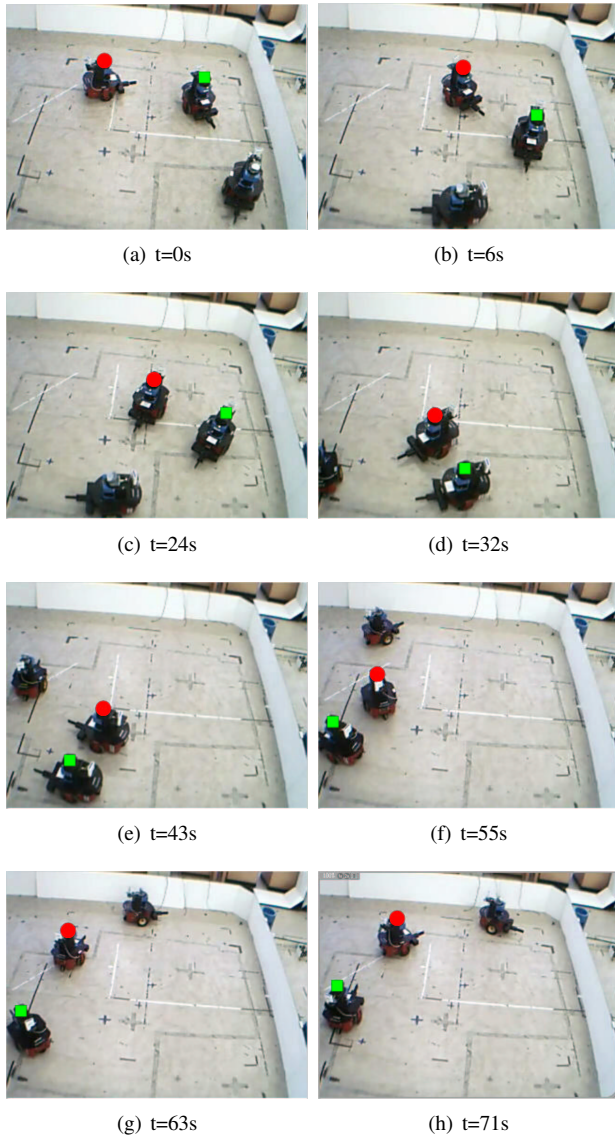 (a) t=0s
(b) t=6s
(c) t=24s
(d) t=32s
(e) t=43s
(f) t=55s
(g) t=63s
(h) t=71s